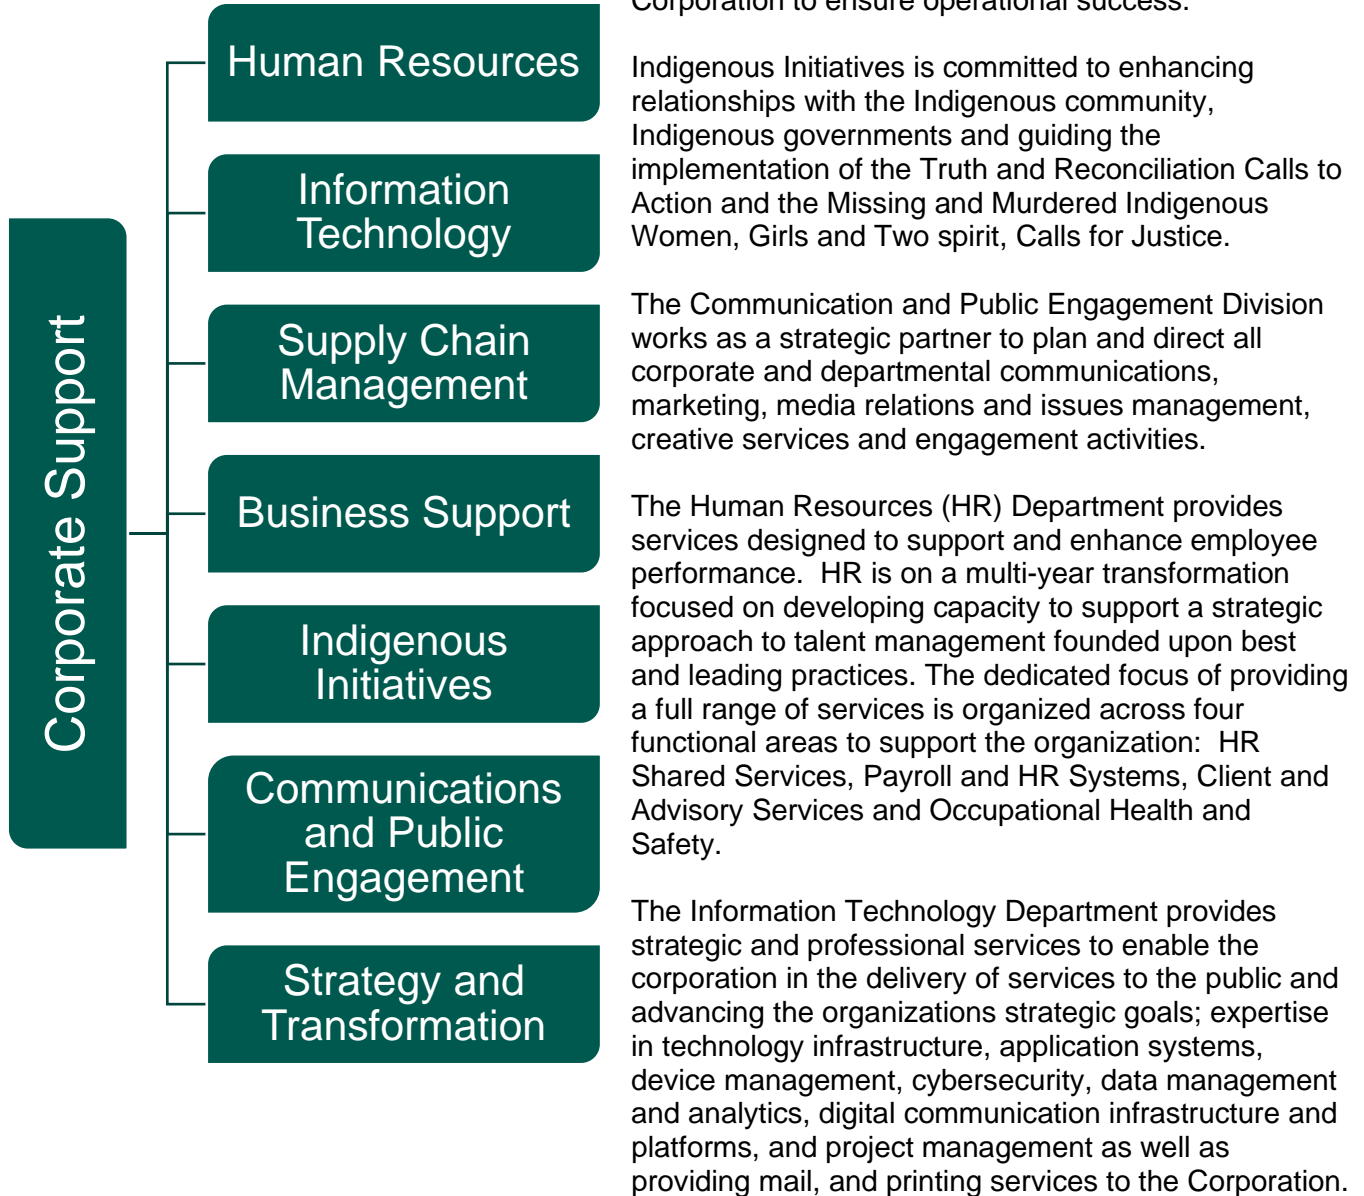 Corporate Support
Human Resources
Information
Technology
Supply Chain
Management
Business Support
Indigenous
Initiatives
Communications
and Public
Engagement
Strategy and
Transformation
Corporation to ensure operational success.
Indigenous Initiatives is committed to enhancing
relationships with the Indigenous community,
Indigenous governments and guiding the
implementation of the Truth and Reconciliation Calls to
Action and the Missing and Murdered Indigenous
Women, Girls and Two spirit, Calls for Justice.
The Communication and Public Engagement Division
works as a strategic partner to plan and direct all
corporate and departmental communications,
marketing, media relations and issues management,
creative services and engagement activities.
The Human Resources (HR) Department provides
services designed to support and enhance employee
performance.  HR is on a multi-year transformation
focused on developing capacity to support a strategic
approach to talent management founded upon best
and leading practices. The dedicated focus of providing
a full range of services is organized across four
functional areas to support the organization:  HR
Shared Services, Payroll and HR Systems, Client and
Advisory Services and Occupational Health and
Safety.
The Information Technology Department provides
strategic and professional services to enable the
corporation in the delivery of services to the public and
advancing the organizations strategic goals; expertise
in technology infrastructure, application systems,
device management, cybersecurity, data management
and analytics, digital communication infrastructure and
platforms, and project management as well as
providing mail, and printing services to the Corporation.